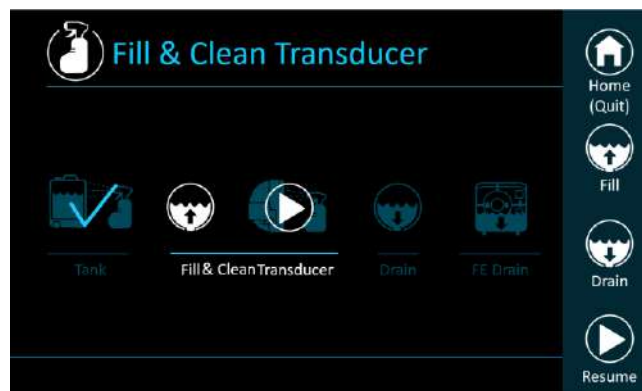 Fill & Clean Transducer
Home
(Quit)
Fill
Tank
Fill & Clean Transducer
Drain
FE Drain
Drain
Resume